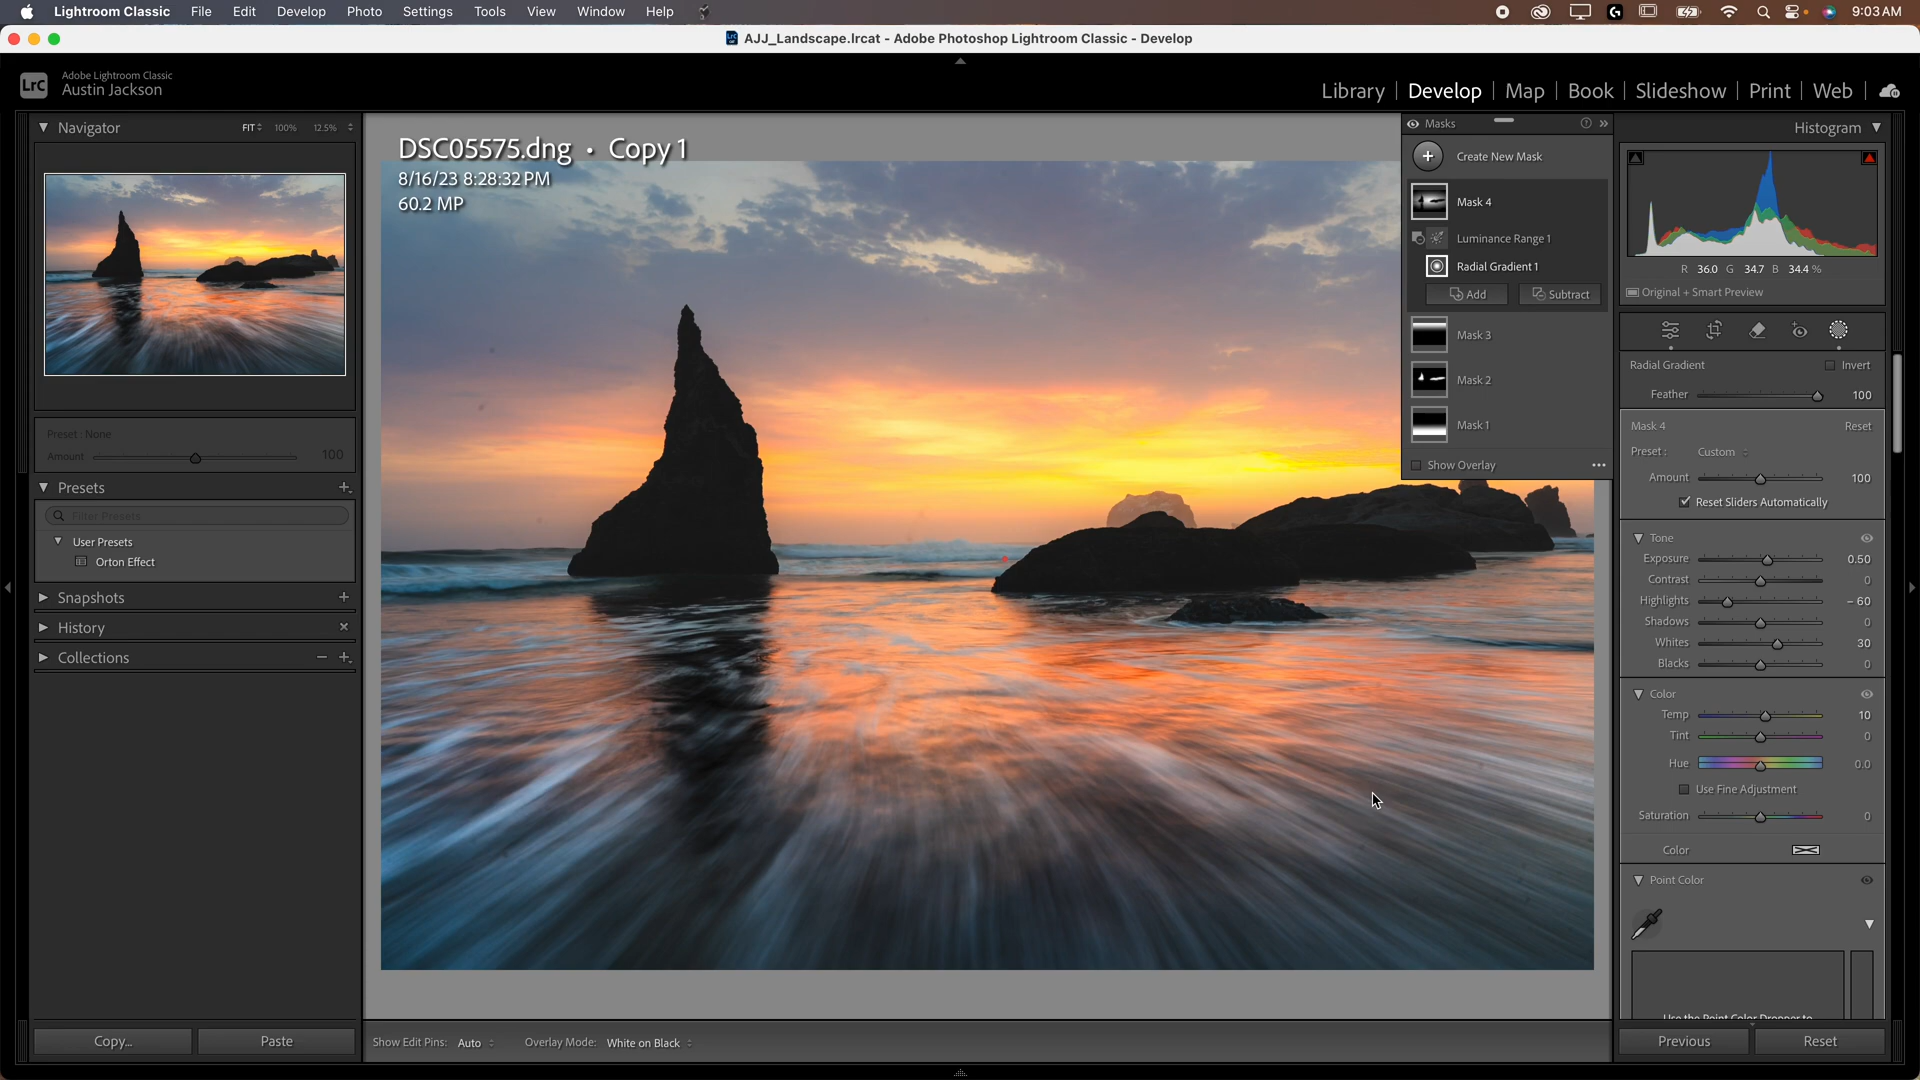 Lightroom Classic File Edit Develop Photo Settings Tools View Window Help 9:03 AM
AJJ_Landscape.lrcat - Adobe Photoshop Lightroom Classic - Develop
LrC
Adobe Lightroom Classic
Austin Jackson
Library | Develop | Map | Book | Slideshow | Print | Web
Navigator FIT 100% 12.5%
Preset : None
Amount 100
Presets
Filter Presets
User Presets
Orton Effect
Snapshots
History
Collections
Copy... Paste
DSC05575.dng • Copy 1
8/16/23 8:28:32 PM
60.2 MP
Show Edit Pins: Auto Overlay Mode: White on Black
Masks
Create New Mask
Mask 4
Luminance Range 1
Radial Gradient 1
Add Subtract
Mask 3
Mask 2
Mask 1
Show Overlay
Histogram
R 36.0 G 34.7 B 34.4 %
Original + Smart Preview
Radial Gradient Invert
Feather 100
Mask 4 Reset
Preset : Custom
Amount 100
Reset Sliders Automatically
Tone
Exposure 0.50
Contrast 0
Highlights – 60
Shadows 0
Whites 30
Blacks 0
Color
Temp 10
Tint 0
Hue 0.0
Use Fine Adjustment
Saturation 0
Color
Point Color
Use the Point Color Dropper to
Previous Reset